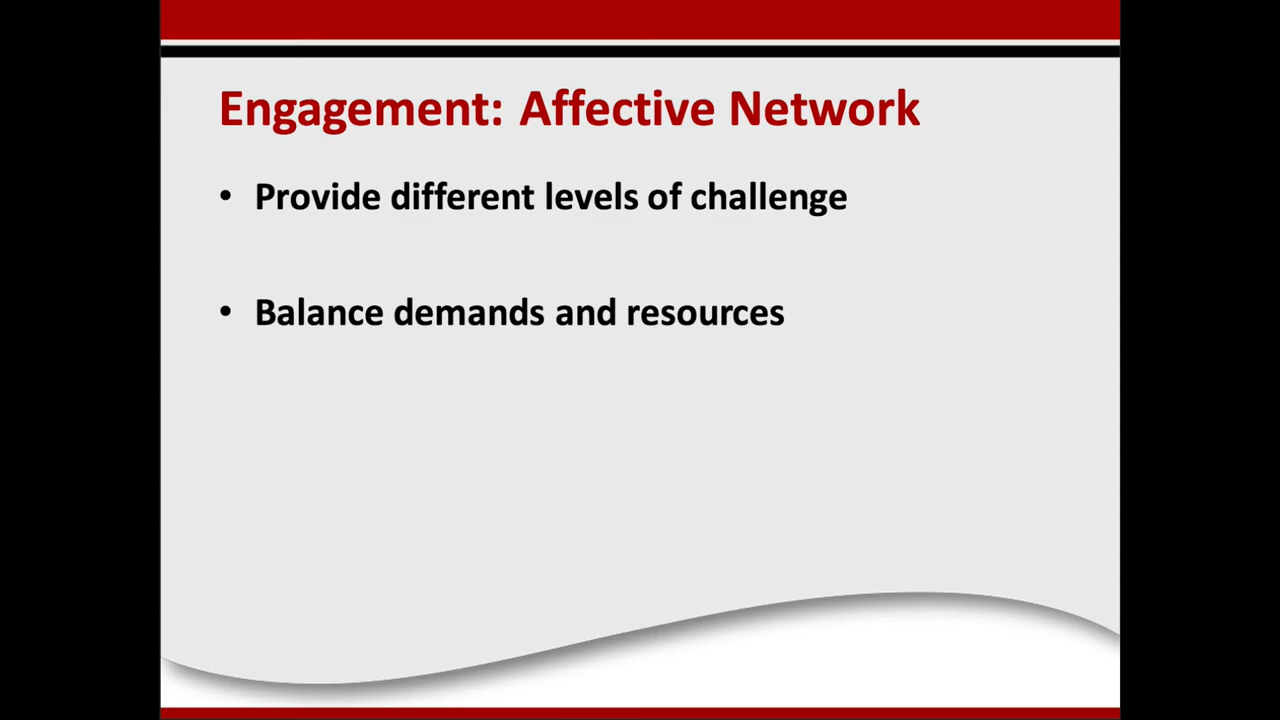 Engagement: Affective Network
• Provide different levels of challenge
• Balance demands and resources